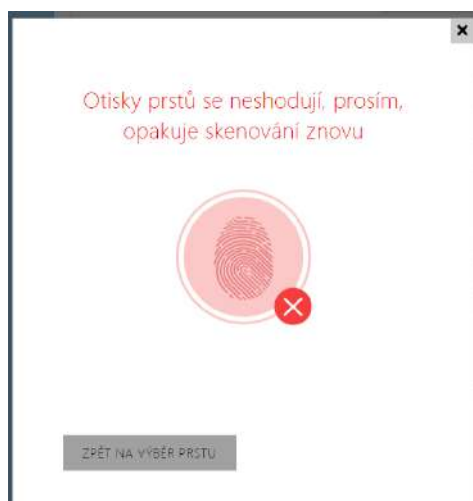 Otisky prstů se neshodují, prosím,
opakuje skenování znovu
ZPĚT NA VÝBĚR PRSTU